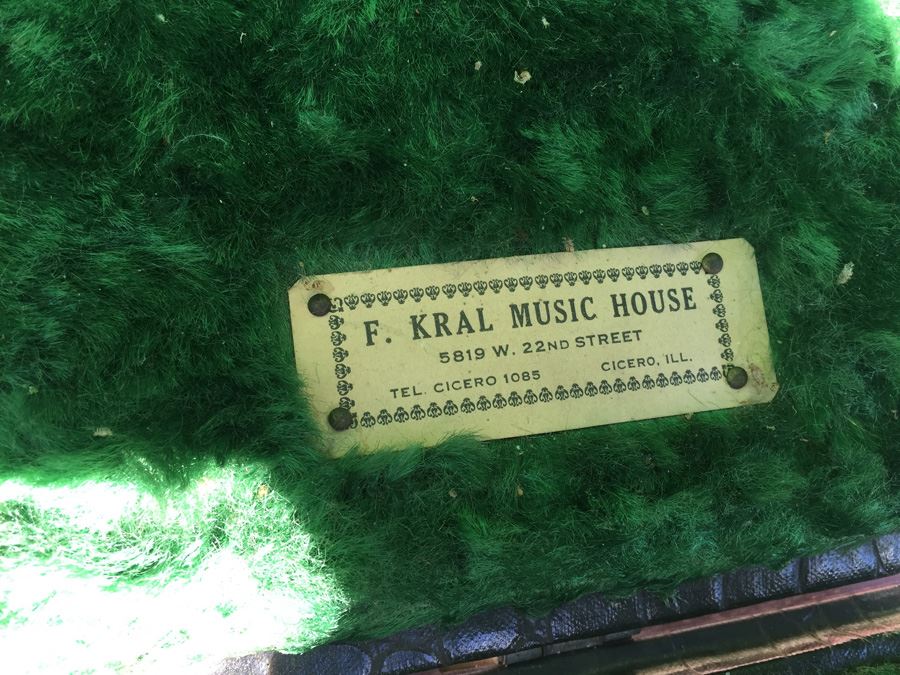 F. KRAL MUSIC HOUSE
5819 W. 22ND STREET
TEL. CICERO 1085 CICERO, ILL.